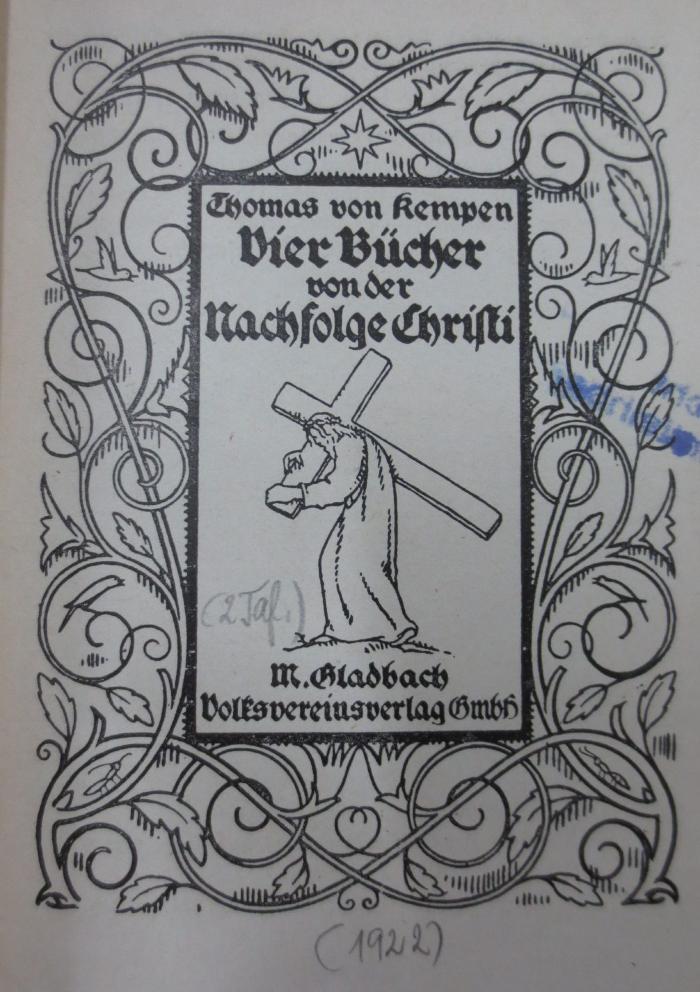 Thomas von Kempen
Vier Bücher
von der
Nachfolge Christi
(2 Taf.)
M. Gladbach
Volksvereinsverlag GmbH
(1922)